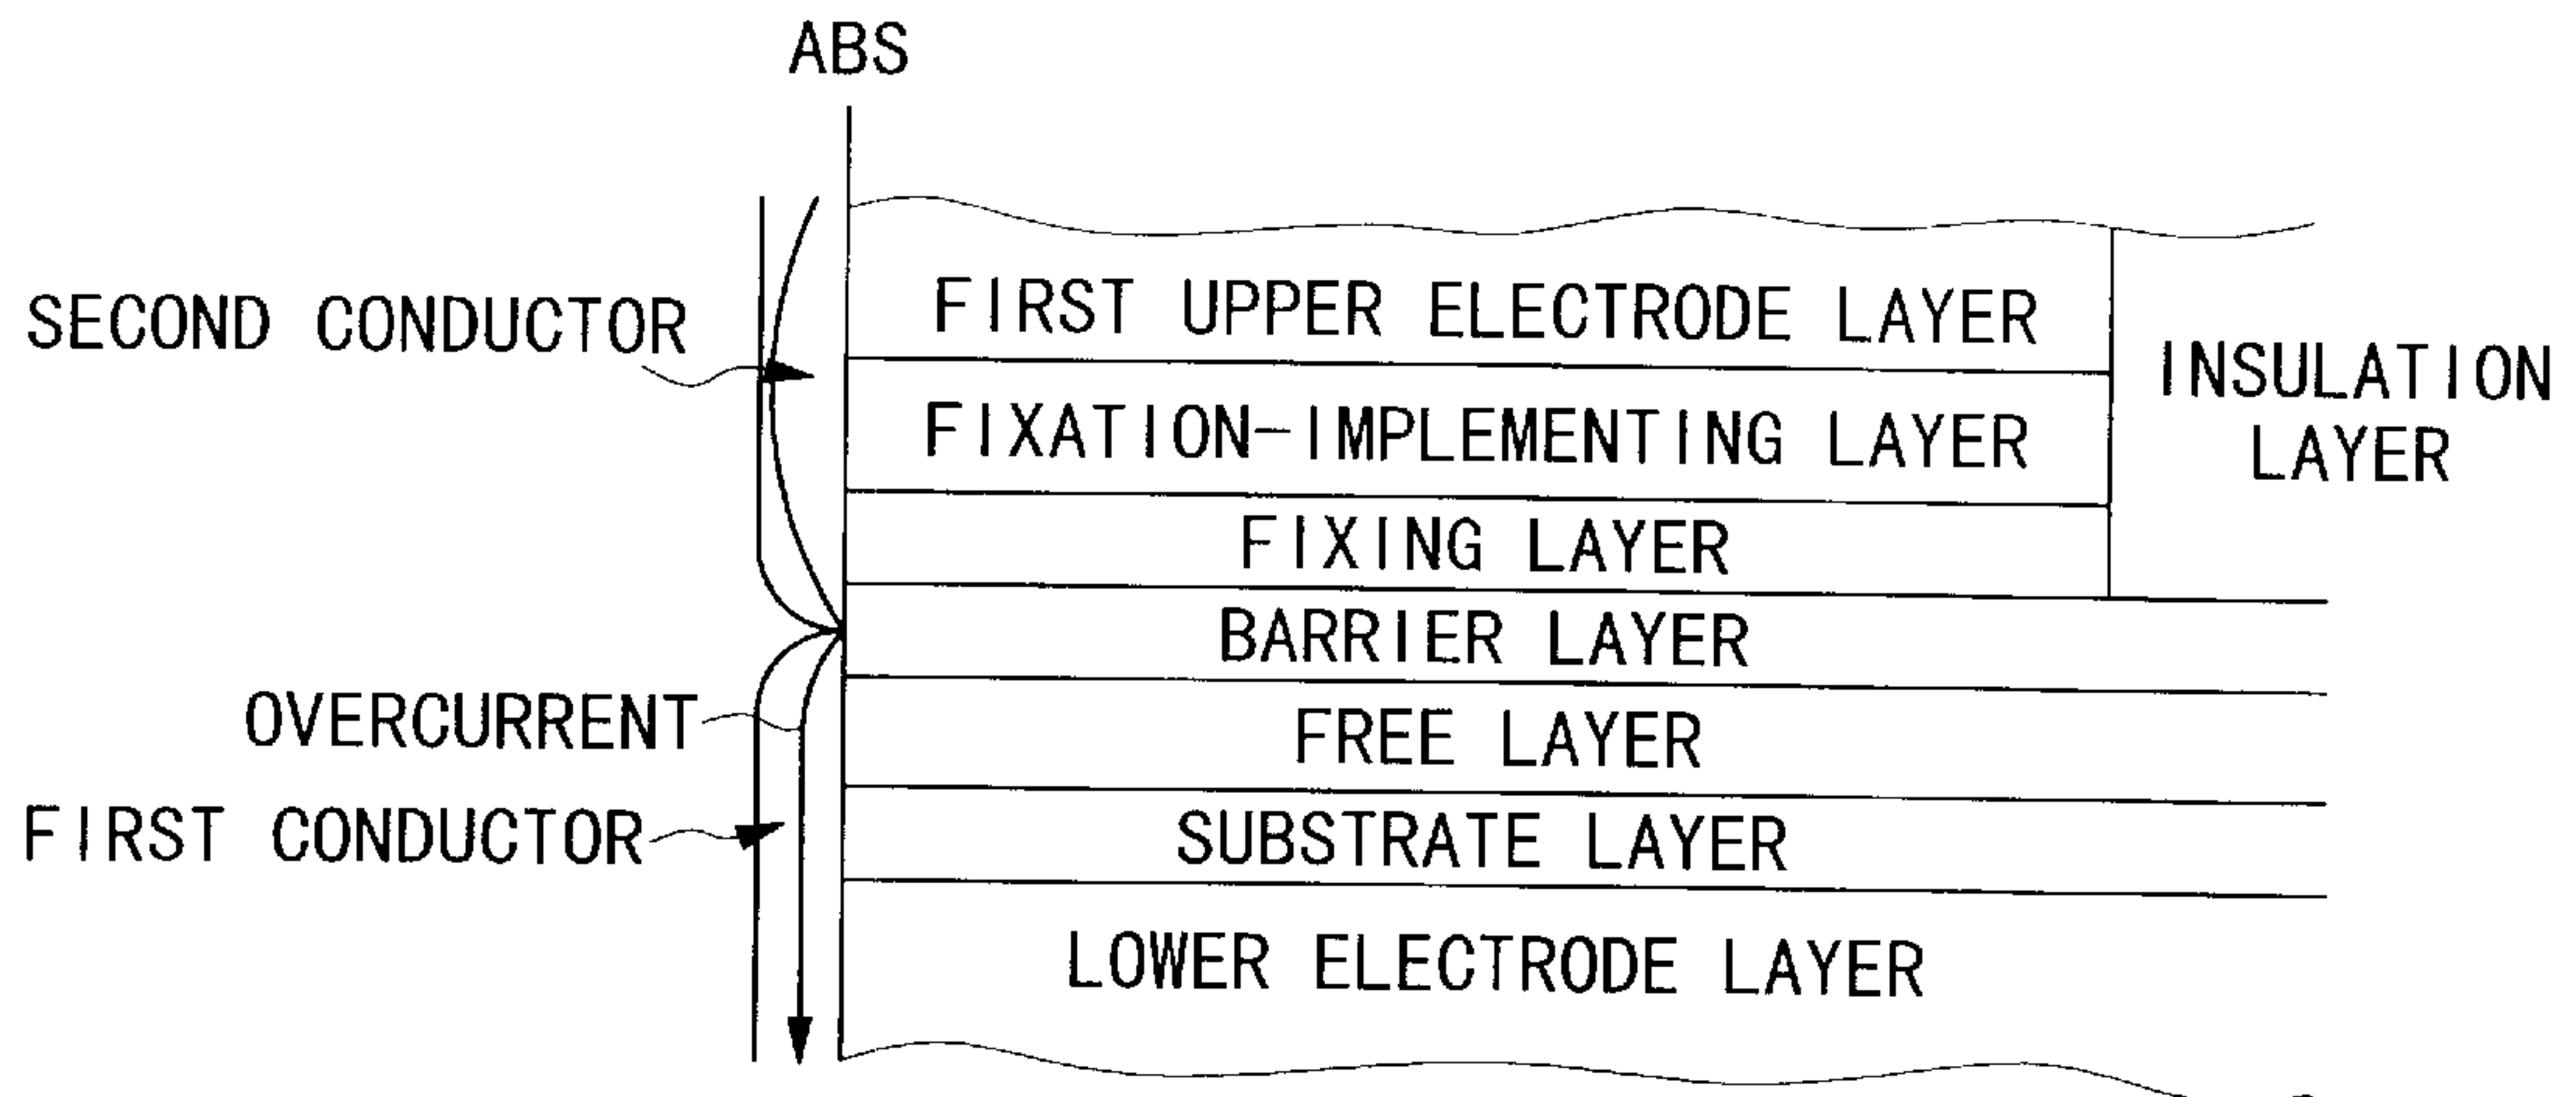 ABS
SECOND CONDUCTOR
FIRST UPPER ELECTRODE LAYER
INSULATION
LAYER
FIXATION-IMPLEMENTING LAYER
FIXING LAYER
BARRIER LAYER
OVERCURRENT
FREE LAYER
FIRST CONDUCTOR
SUBSTRATE LAYER
LOWER ELECTRODE LAYER